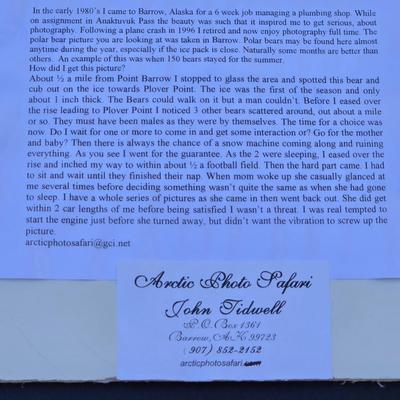 In the early 1980's I came to Barrow, Alaska for a 6 week job managing a plumbing shop. While
on assignment in Anaktuvuk Pass the beauty was such that it inspired me to get serious, about
photography. Following a plane crash in 1996 I retired and now enjoy photography full time. The
polar bear picture you are looking at was taken in Barrow. Polar bears may be found here almost
anytime during the year, especially if the ice pack is close. Naturally some months are better than
others. An example of this was when 150 bears stayed for the summer.
How did I get this picture?
About ½ a mile from Point Barrow I stopped to glass the area and spotted this bear and
cub out on the ice towards Plover Point. The ice was the first of the season and only
about 1 inch thick. The Bears could walk on it but a man couldn't. Before I eased over
the rise leading to Plover Point I noticed 3 other bears scattered around, out about a mile
or so. They must have been males as they were by themselves. The time for a choice was
now. Do I wait for one or more to come in and get some interaction? Go for the mother
and baby? Then there is always the chance of a snow machine coming along and ruining
everything. As you see I went for the guarantee. As the 2 were sleeping, I eased over the
rise and inched my way to within about ½ a football field. Then the hard part came. I had
to sit and wait until they finished their nap. When mom woke up she casually glanced at
me several times before deciding something wasn't quite the same as when she had gone
to sleep. I have a whole series of pictures as she came in then went back out. She did get
within 2 car lengths of me before being satisfied I wasn't a threat. I was real tempted to
start the engine just before she turned away, but didn't want the vibration to screw up the
picture.
arcticphotosafari@gci.net
Arctic Photo Safari
John Tidwell
P.O. Box 1361
Barrow, AK 99723
(907) 852-2152
arcticphotosafari.com